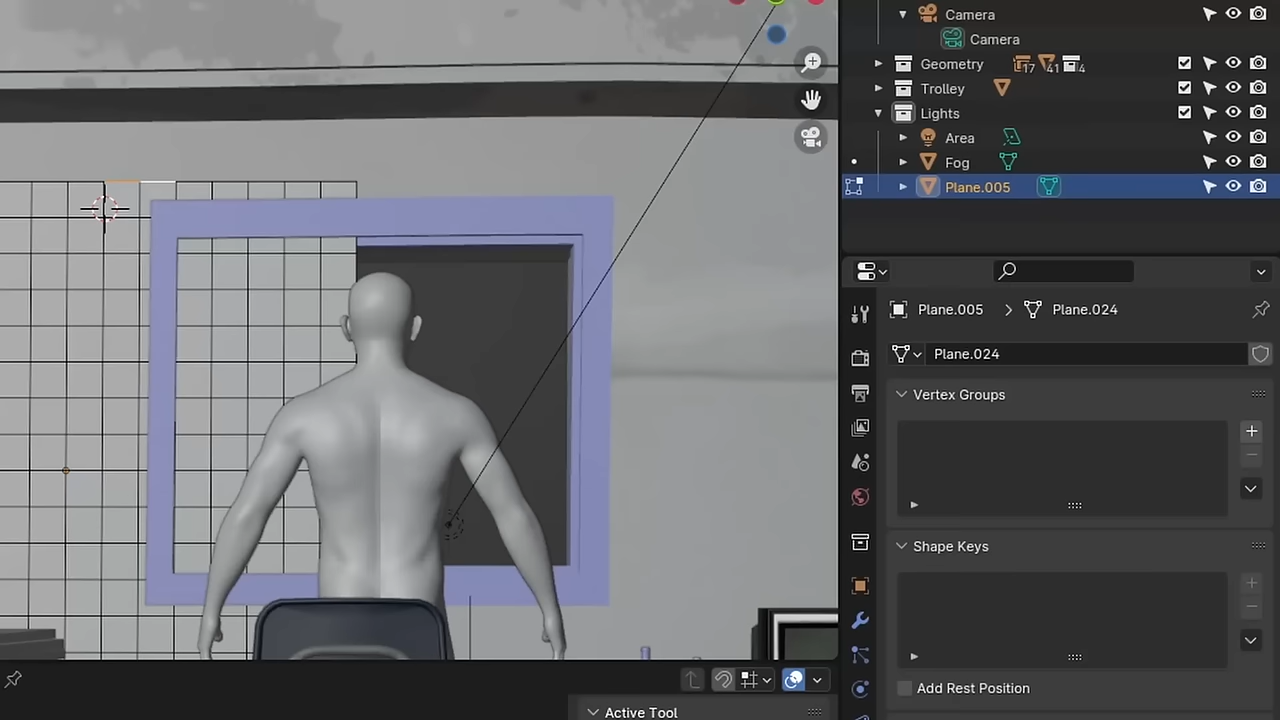 Camera
Camera
Geometry 17 41 4
Trolley
Lights
Area
Fog
Plane.005
Plane.005 Plane.024
Plane.024
Vertex Groups
Shape Keys
Add Rest Position
Active Tool